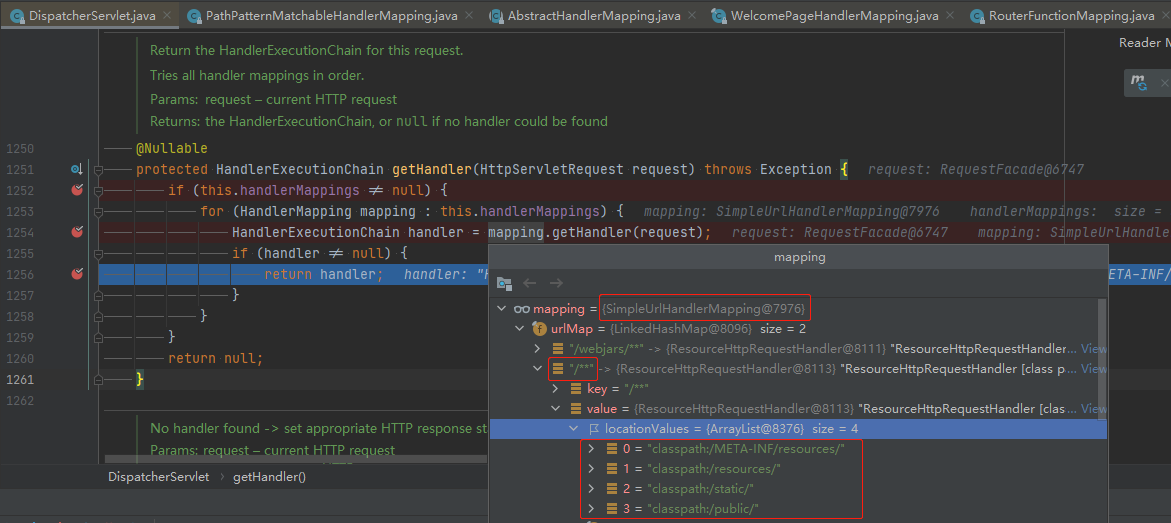 DispatcherServlet.java × PathPatternMatchableHandlerMapping.java × AbstractHandlerMapping.java × WelcomePageHandlerMapping.java × RouterFunctionMapping.java ×
Return the HandlerExecutionChain for this request.
Reader M
Tries all handler mappings in order.
Params: request – current HTTP request
Returns: the HandlerExecutionChain, or null if no handler could be found
1250 @Nullable
1251 protected HandlerExecutionChain getHandler(HttpServletRequest request) throws Exception { request: RequestFacade@6747
1252 if (this.handlerMappings ≠ null) {
1253 for (HandlerMapping mapping : this.handlerMappings) { mapping: SimpleUrlHandlerMapping@7976 handlerMappings: size =
1254 HandlerExecutionChain handler = mapping.getHandler(request); request: RequestFacade@6747 mapping: SimpleUrlHandle
1255 if (handler ≠ null) {
mapping
1256 return handler; handler: "H ETA-INF/
1257 }
mapping = {SimpleUrlHandlerMapping@7976}
1258 }
urlMap = {LinkedHashMap@8096} size = 2
1259 }
"/webjars/**" -> {ResourceHttpRequestHandler@8111} "ResourceHttpRequestHandler... View
1260 return null;
"/**" -> {ResourceHttpRequestHandler@8113} "ResourceHttpRequestHandler [class p... View
1261 }
key = "/**"
1262
value = {ResourceHttpRequestHandler@8113} "ResourceHttpRequestHandler [clas... View
No handler found -> set appropriate HTTP response st
locationValues = {ArrayList@8376} size = 4
Params: request – current HTTP request
0 = "classpath:/META-INF/resources/"
1 = "classpath:/resources/"
DispatcherServlet › getHandler()
2 = "classpath:/static/"
3 = "classpath:/public/"